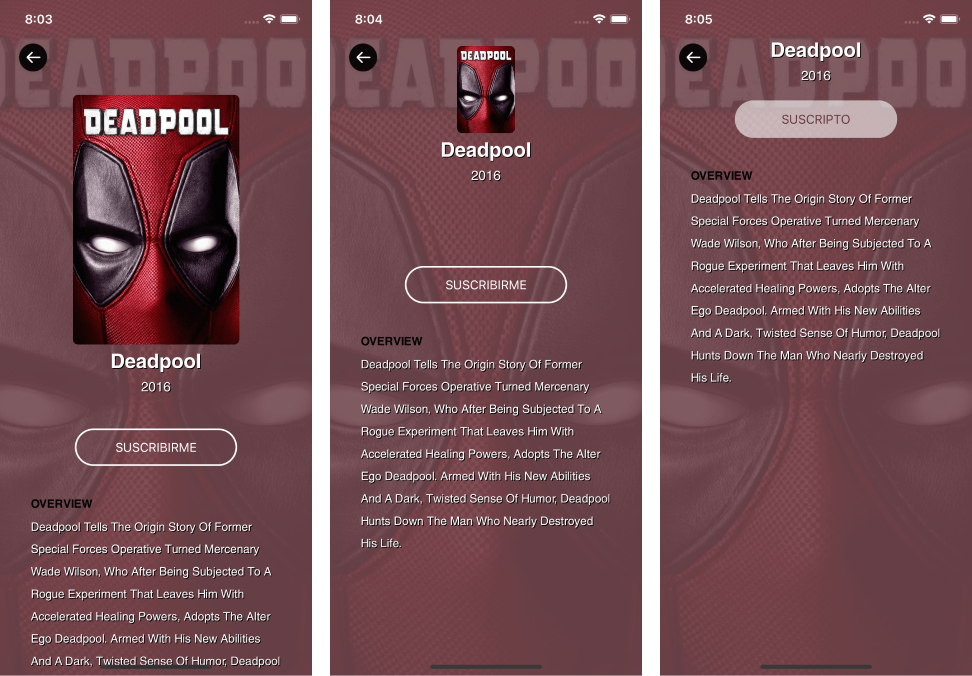 8:03
DEADPOOL
DEADPOOL
Deadpool
2016
SUSCRIBIRME
OVERVIEW
Deadpool Tells The Origin Story Of Former
Special Forces Operative Turned Mercenary
Wade Wilson, Who After Being Subjected To A
Rogue Experiment That Leaves Him With
Accelerated Healing Powers, Adopts The Alter
Ego Deadpool. Armed With His New Abilities
And A Dark, Twisted Sense Of Humor, Deadpool
8:04
DEADPOOL
DEADPOOL
Deadpool
2016
SUSCRIBIRME
OVERVIEW
Deadpool Tells The Origin Story Of Former
Special Forces Operative Turned Mercenary
Wade Wilson, Who After Being Subjected To A
Rogue Experiment That Leaves Him With
Accelerated Healing Powers, Adopts The Alter
Ego Deadpool. Armed With His New Abilities
And A Dark, Twisted Sense Of Humor, Deadpool
Hunts Down The Man Who Nearly Destroyed
His Life.
8:05
DEADPOOL
Deadpool
2016
SUSCRIPTO
OVERVIEW
Deadpool Tells The Origin Story Of Former
Special Forces Operative Turned Mercenary
Wade Wilson, Who After Being Subjected To A
Rogue Experiment That Leaves Him With
Accelerated Healing Powers, Adopts The Alter
Ego Deadpool. Armed With His New Abilities
And A Dark, Twisted Sense Of Humor, Deadpool
Hunts Down The Man Who Nearly Destroyed
His Life.